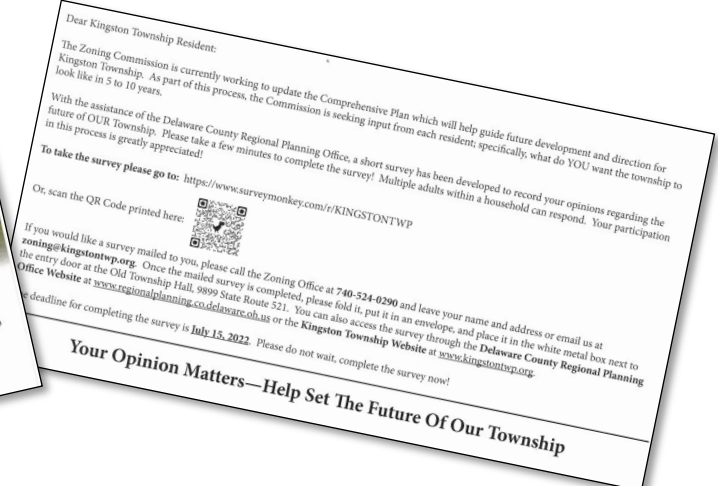 Dear Kingston Township Resident:
The Zoning Commission is currently working to update the Comprehensive Plan which will help guide future development and direction for
Kingston Township. As part of this process, the Commission is seeking input from each resident; specifically, what do YOU want the township to
look like in 5 to 10 years.
With the assistance of the Delaware County Regional Planning Office, a short survey has been developed to record your opinions regarding the
future of OUR Township. Please take a few minutes to complete the survey! Multiple adults within a household can respond. Your participation
in this process is greatly appreciated!
To take the survey please go to: https://www.surveymonkey.com/r/KINGSTONTWP
Or, scan the QR Code printed here:
If you would like a survey mailed to you, please call the Zoning Office at 740-524-0290 and leave your name and address or email us at
zoning@kingstontwp.org. Once the mailed survey is completed, please fold it, put it in an envelope, and place it in the white metal box next to
the entry door at the Old Township Hall, 9899 State Route 521. You can also access the survey through the Delaware County Regional Planning
Office Website at www.regionalplanning.co.delaware.oh.us or the Kingston Township Website at www.kingstontwp.org.
deadline for completing the survey is July 15, 2022. Please do not wait, complete the survey now!
Your Opinion Matters—Help Set The Future Of Our Township